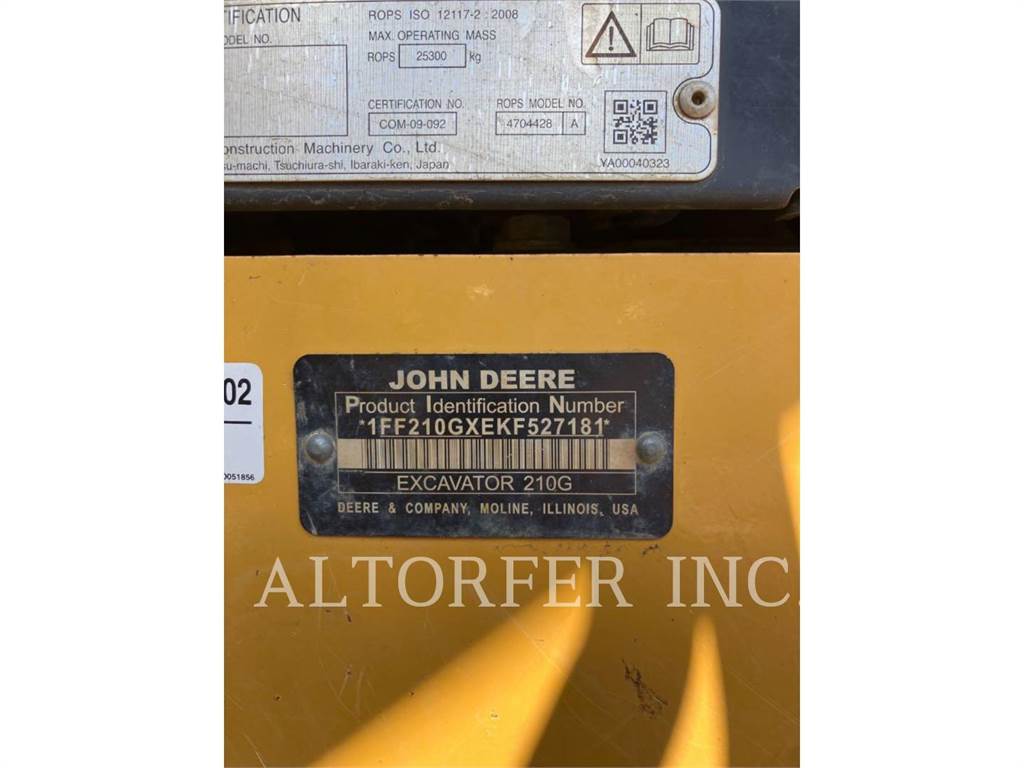 TIFICATION
ROPS ISO 12117-2 : 2008
ODEL NO.
MAX. OPERATING MASS
ROPS 25300 kg
CERTIFICATION NO.
ROPS MODEL NO.
COM-09-092
4704428 A
onstruction Machinery Co., Ltd.
su-machi, Tsuchiura-shi, Ibaraki-ken, Japan
YA00040323
02
0051856
JOHN DEERE
Product Identification Number
*1FF210GXEKF527181*
EXCAVATOR 210G
DEERE & COMPANY, MOLINE, ILLINOIS, USA
ALTORFER INC.